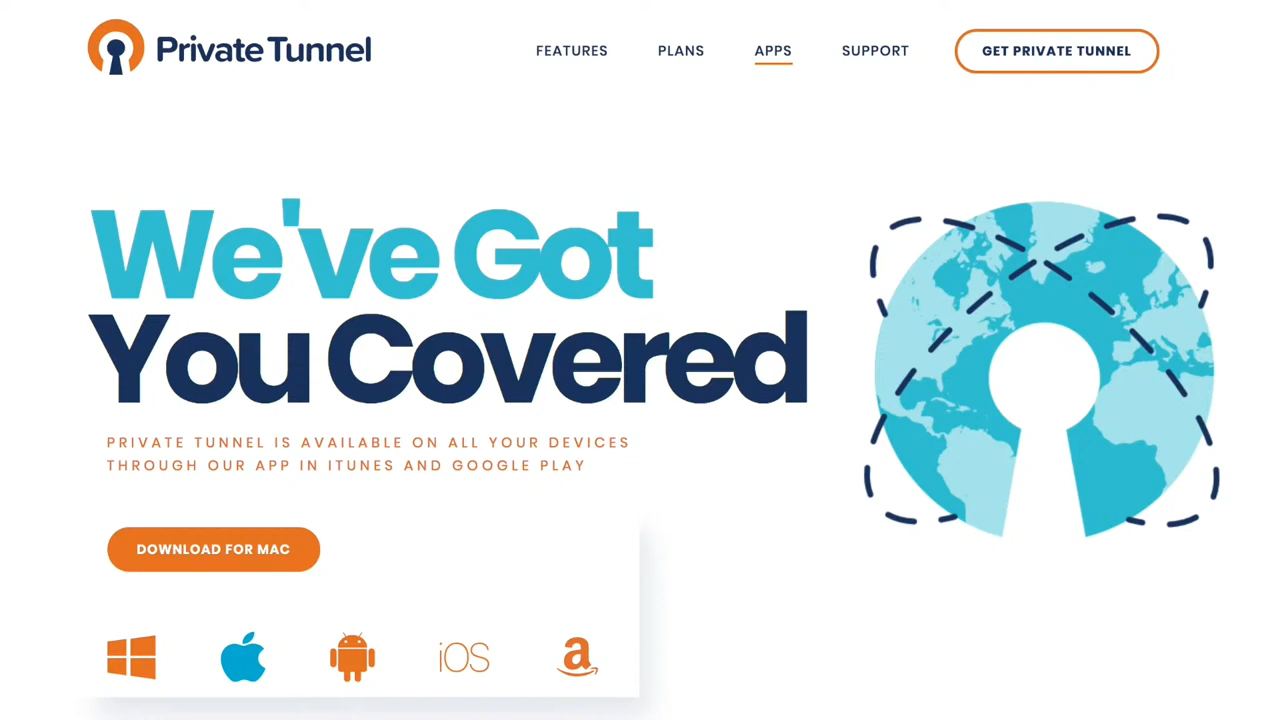 Private Tunnel
FEATURES
PLANS
APPS
SUPPORT
GET PRIVATE TUNNEL
We've Got
You Covered
PRIVATE TUNNEL IS AVAILABLE ON ALL YOUR DEVICES
THROUGH OUR APP IN ITUNES AND GOOGLE PLAY
DOWNLOAD FOR MAC
iOS
a